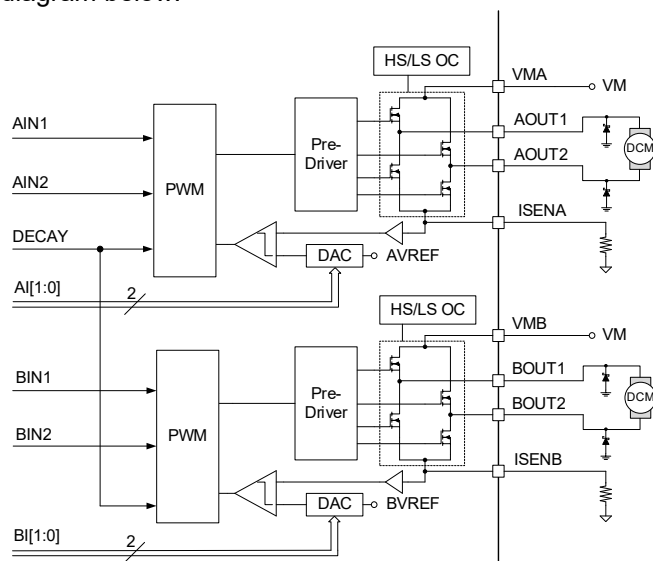 diagram below.
HS/LS OC
VMA
VM
AIN1
AOUT1
Pre-
Driver
DCM
AOUT2
AIN2
PWM
ISENA
DECAY
DAC
AVREF
AI[1:0]
2
HS/LS OC
VMB
VM
BIN1
BOUT1
Pre-
Driver
DCM
BOUT2
BIN2
PWM
ISENB
DAC
BVREF
BI[1:0]
2